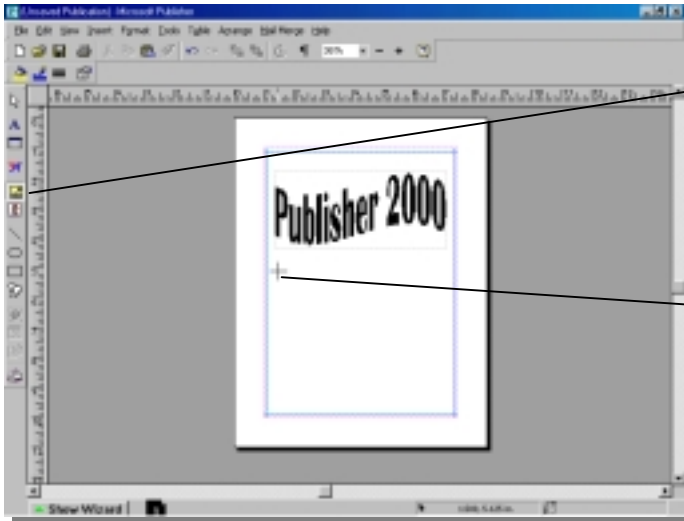 (Unsaved Publication) - Microsoft Publisher
File Edit View Insert Format Tools Table Arrange Mail Merge Help
Publisher 2000
Show Wizard